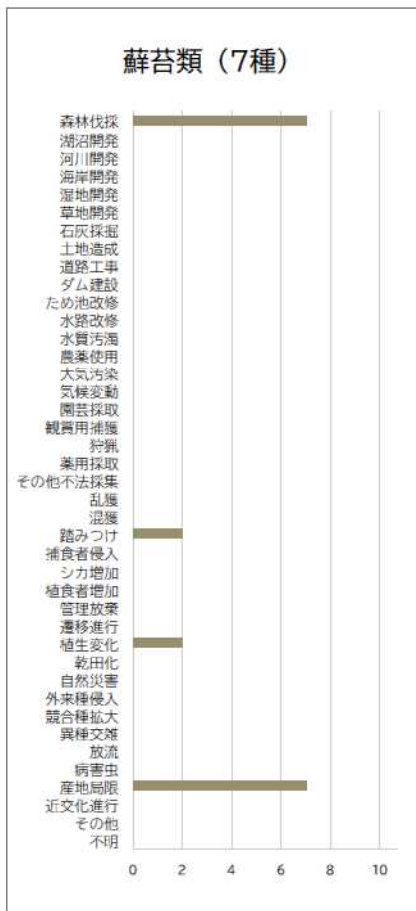 蘚苔類（7種）
森林伐採
湖沼開発
河川開発
海岸開発
湿地開発
草地開発
石灰採掘
土地造成
道路工事
ダム建設
ため池改修
水路改修
水質汚濁
農薬使用
大気汚染
気候変動
園芸採取
観賞用捕獲
狩猟
薬用採取
その他不法採集
乱獲
混獲
踏みつけ
捕食者侵入
シカ増加
植食者増加
管理放棄
遷移進行
植生変化
乾田化
自然災害
外来種侵入
競合種拡大
異種交雑
放流
病害虫
産地局限
近交化進行
その他
不明
0 2 4 6 8 10